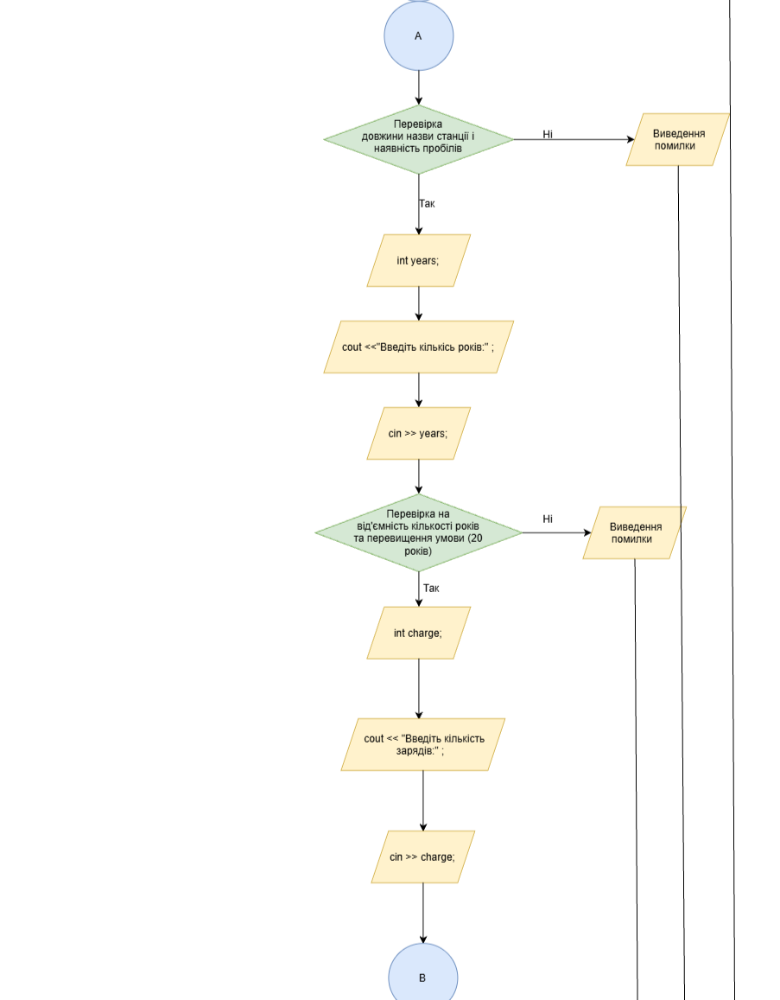 A
Перевірка
довжини назви станції і
наявність пробілів
Ні
Виведення
помилки
Так
int years;
cout <<"Введіть кількісь років:" ;
cin >> years;
Перевірка на
від'ємність кількості років
та перевищення умови (20
років)
Ні
Виведення
помилки
Так
int charge;
cout << "Введіть кількість
зарядів:" ;
cin >> charge;
B